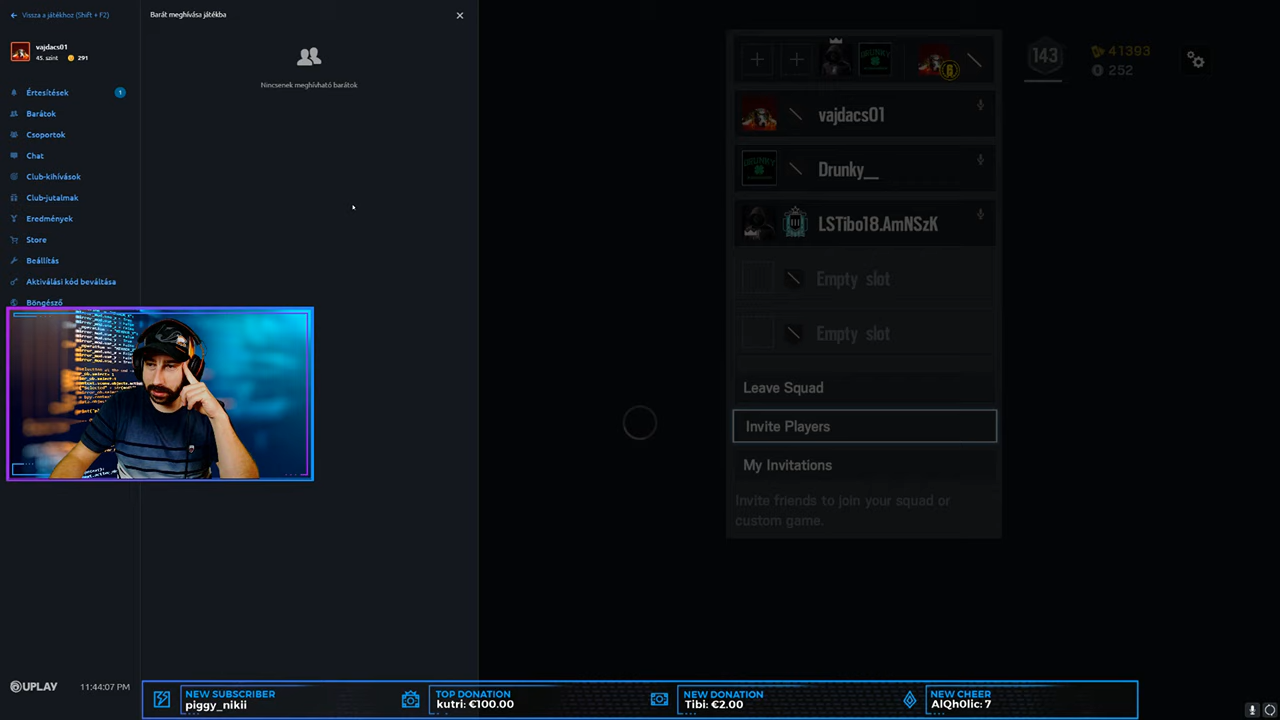 Vissza a játékhoz (Shift + F2)
Barát meghívása játékba
vajdacs01
45. szint 291
Nincsenek meghívható barátok
Értesítések 1
Barátok
Csoportok
Chat
Club-kihívások
Club-jutalmak
Eredmények
Store
Beállítás
Aktiválási kód beváltása
Böngésző
143
41393
252
vajdacs01
Drunky__
LSTibo18.AmNSzK
Empty slot
Empty slot
Leave Squad
Invite Players
My Invitations
Invite friends to join your squad or
custom game.
UPLAY
11:44:07 PM
NEW SUBSCRIBER
piggy_nikii
TOP DONATION
kutri: €100.00
NEW DONATION
Tibi: €2.00
NEW CHEER
AlQh0lic: 7